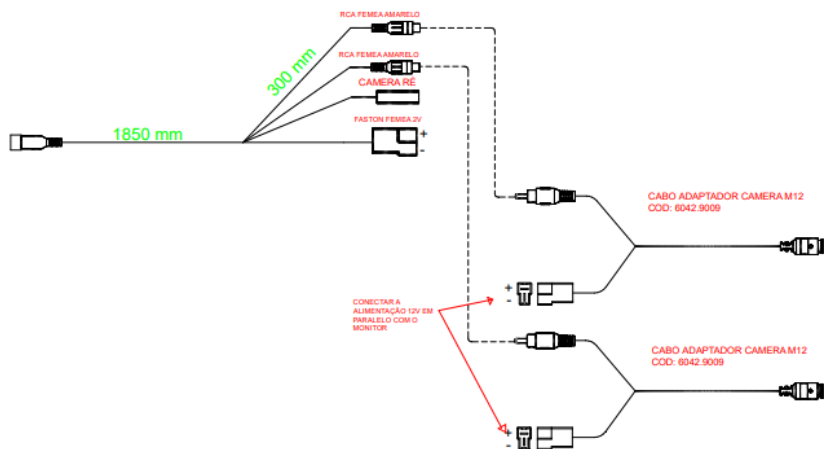 RCA FEMEA AMARELO
RCA FEMEA AMARELO
CAMERA RÉ
300 mm
1850 mm
FASTON FEMEA 2V
+
-
CABO ADAPTADOR CAMERA M12
COD: 6042.9009
+
-
CONECTAR A
ALIMENTAÇÃO 12V EM
PARALELO COM O
MONITOR
CABO ADAPTADOR CAMERA M12
COD: 6042.9009
+
-